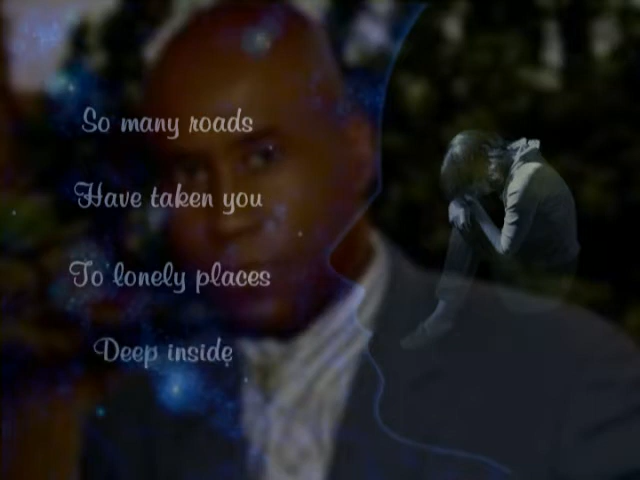 So many roads
Have taken you
To lonely places
Deep inside